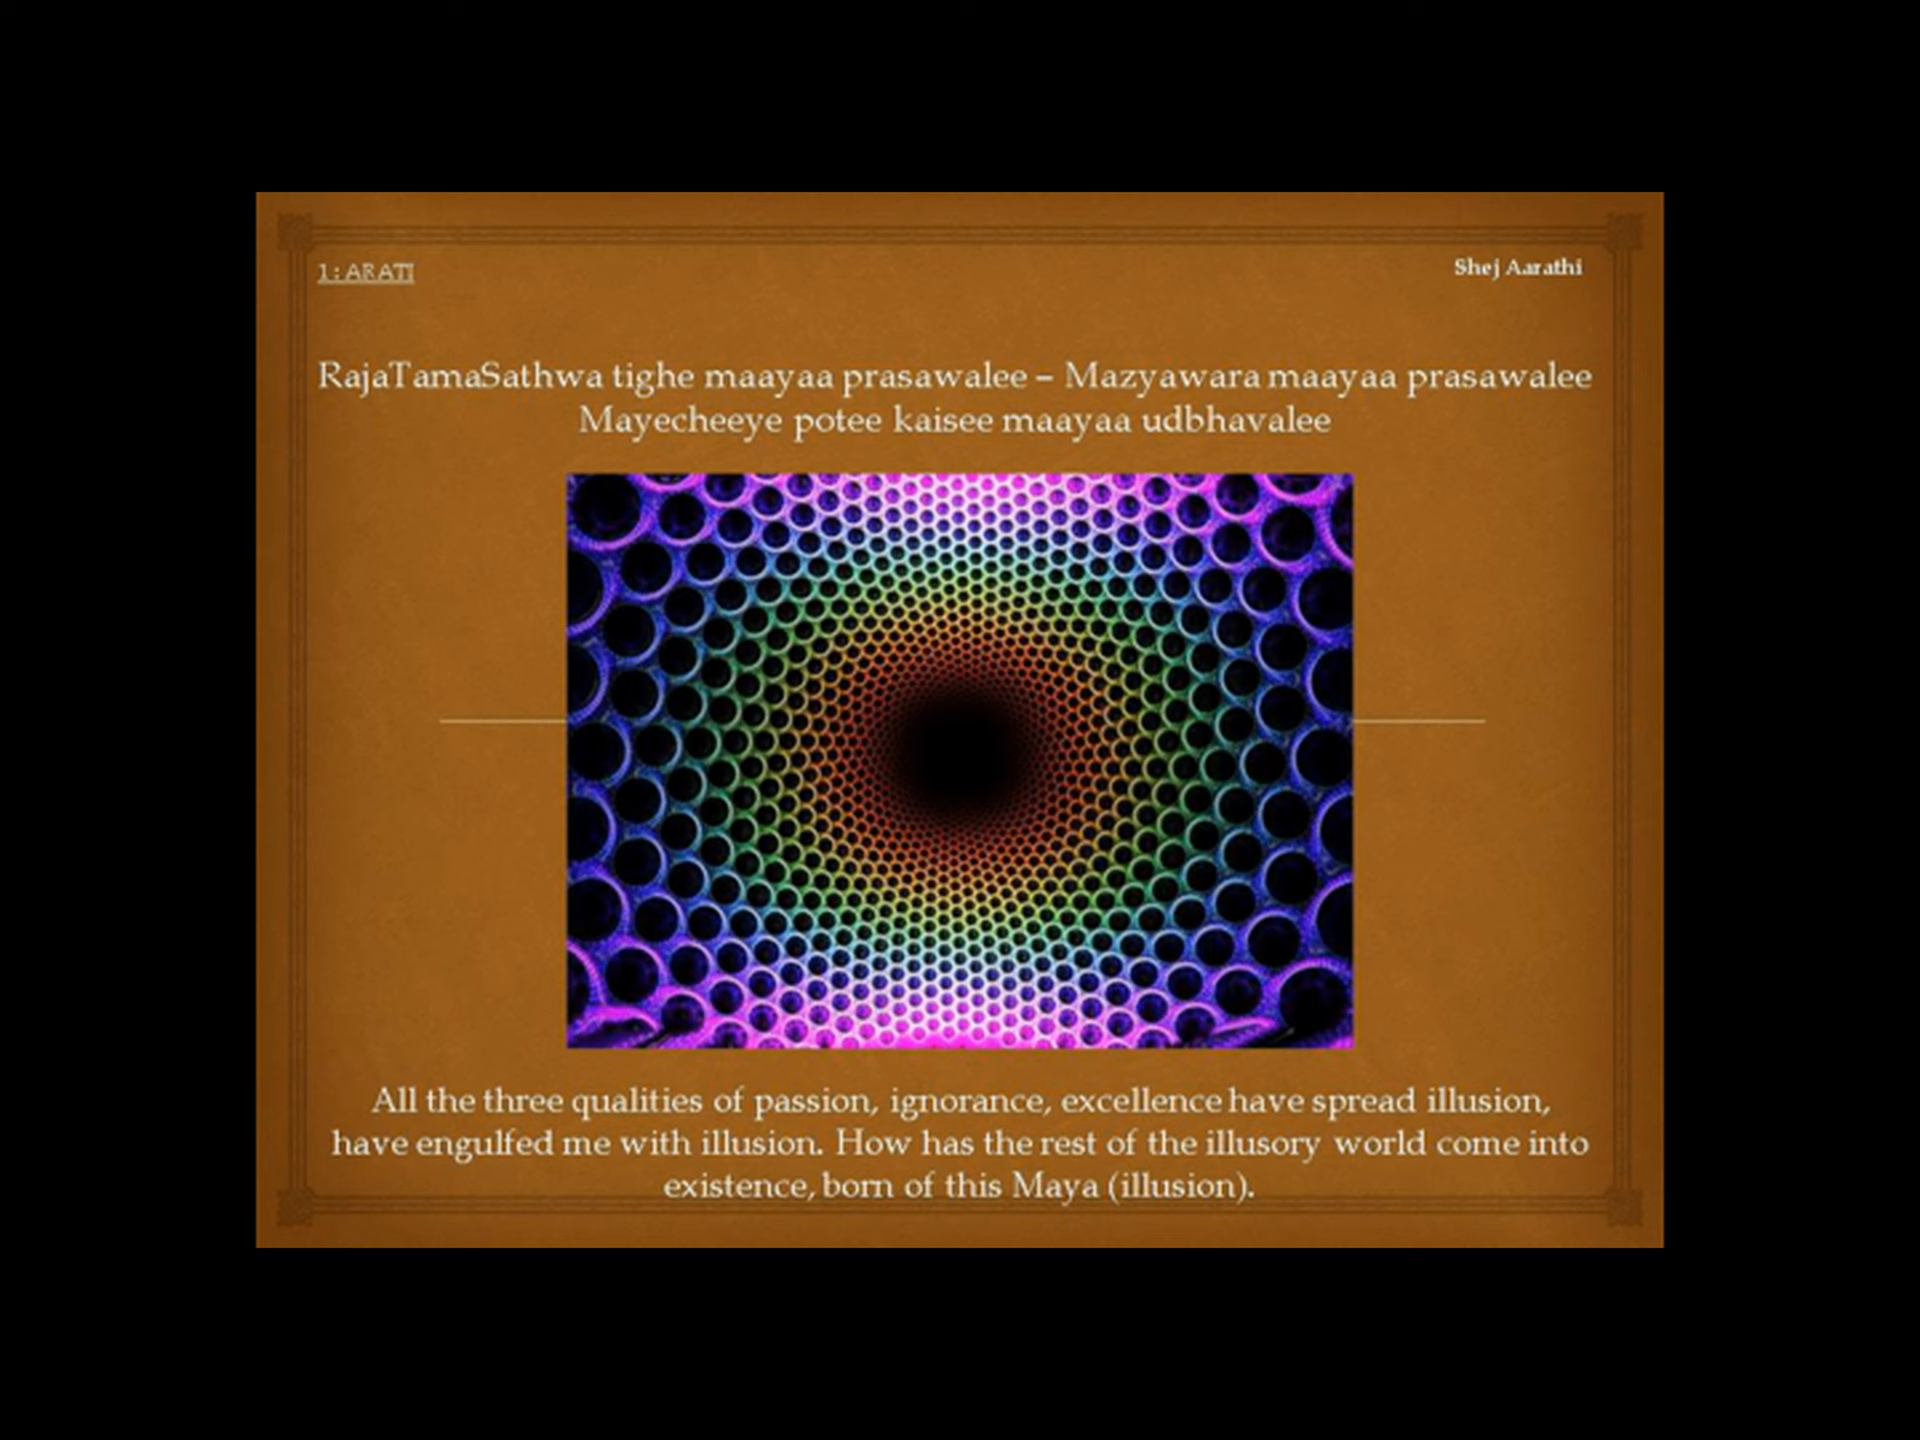 1: ARATI
Shej Aarathi
RajaTamaSathwa tighe maayaa prasawalee – Mazyawara maayaa prasawalee
Mayecheeye potee kaisee maayaa udbhavalee
All the three qualities of passion, ignorance, excellence have spread illusion,
have engulfed me with illusion. How has the rest of the illusory world come into
existence, born of this Maya (illusion).